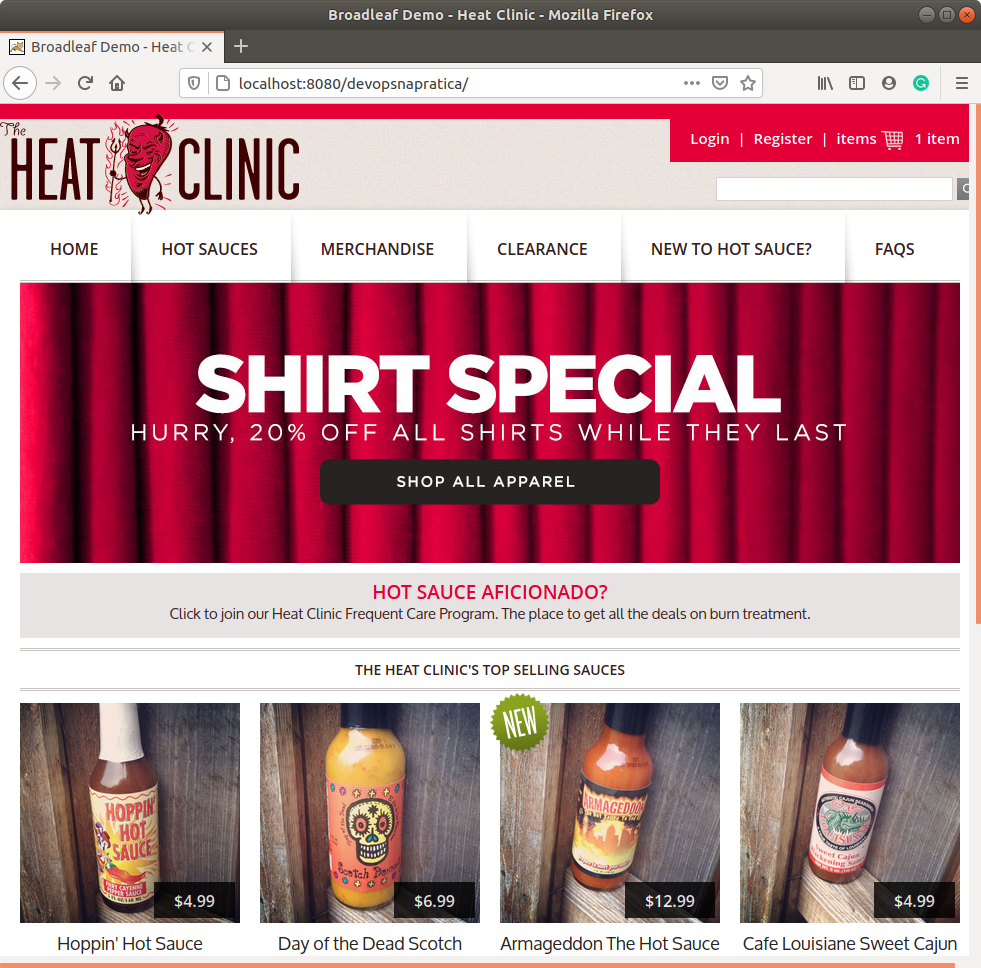 Broadleaf Demo - Heat Clinic - Mozilla Firefox
Broadleaf Demo - Heat C
localhost:8080/devopsnapratica/
The
HEAT CLINIC
Login | Register | items 1 item
HOME HOT SAUCES MERCHANDISE CLEARANCE NEW TO HOT SAUCE? FAQS
SHIRT SPECIAL
HURRY, 20% OFF ALL SHIRTS WHILE THEY LAST
SHOP ALL APPAREL
HOT SAUCE AFICIONADO?
Click to join our Heat Clinic Frequent Care Program. The place to get all the deals on burn treatment.
THE HEAT CLINIC'S TOP SELLING SAUCES
NEW
HOPPIN'
HOT
SAUCE
ARMAGEDDON
Scotch Bonnet
Sweet Cajun
$4.99 $6.99 $12.99 $4.99
Hoppin' Hot Sauce Day of the Dead Scotch Armageddon The Hot Sauce Cafe Louisiane Sweet Cajun